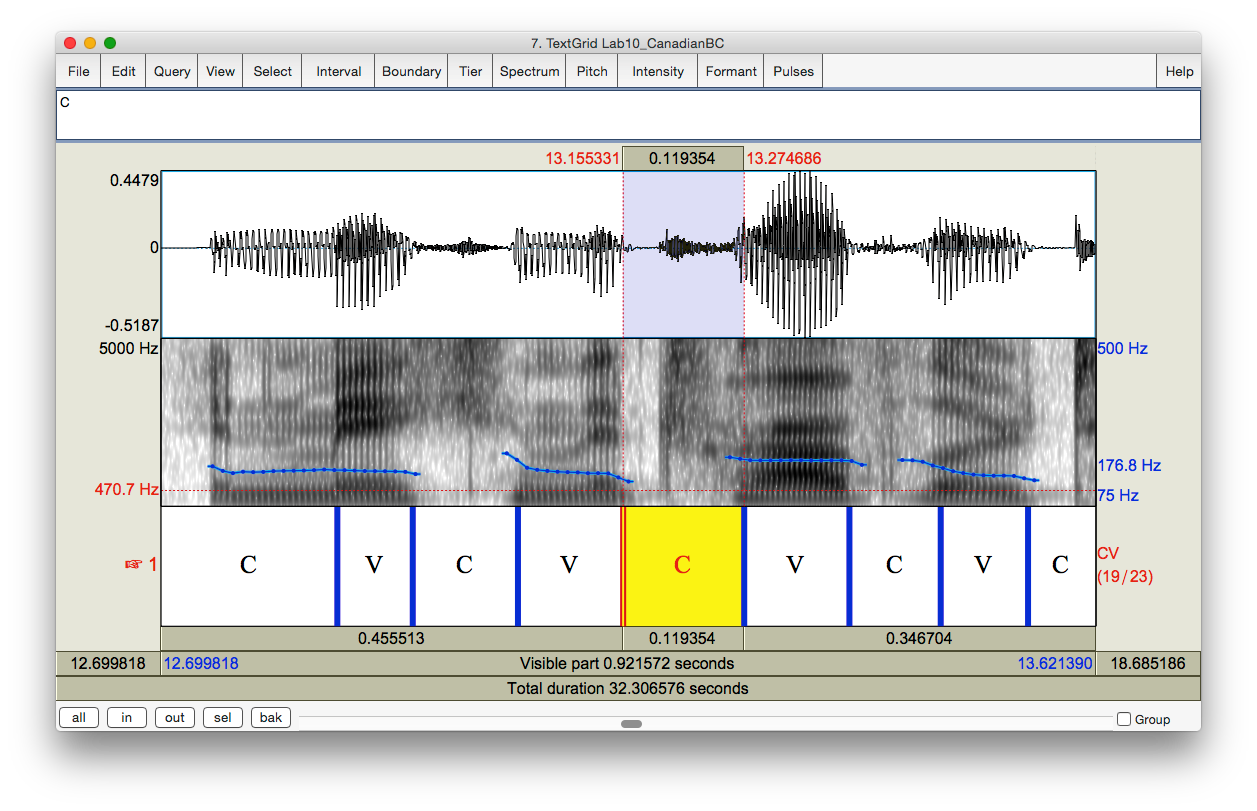 7. TextGrid Lab10_CanadianBC
File Edit Query View Select Interval Boundary Tier Spectrum Pitch Intensity Formant Pulses Help
C
13.155331 0.119354 13.274686
0.4479
0
-0.5187
5000 Hz 500 Hz
176.8 Hz
470.7 Hz 75 Hz
☞ 1 C V C V C V C V C CV
(19/23)
0.455513 0.119354 0.346704
12.699818 12.699818 Visible part 0.921572 seconds 13.621390 18.685186
Total duration 32.306576 seconds
all in out sel bak Group